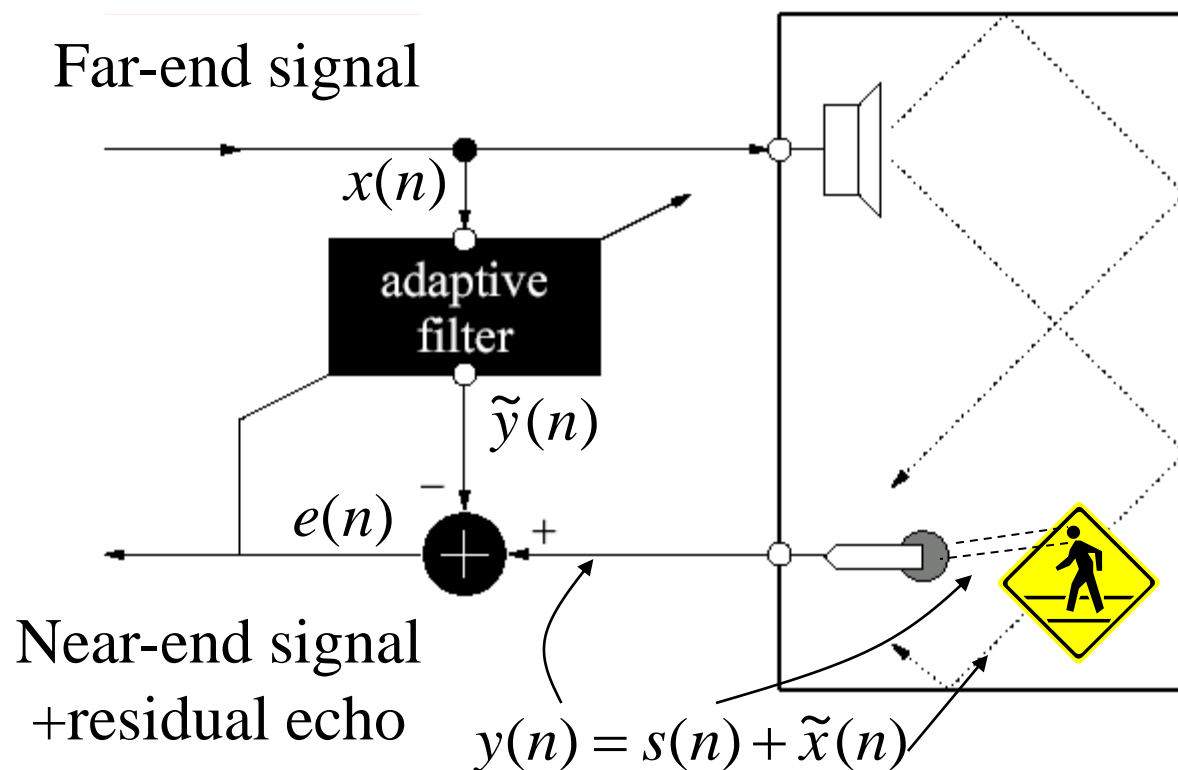 Far-end signal
x(n)
adaptive
filter
ỹ(n)
−
e(n)
+
Near-end signal
+residual echo
y(n) = s(n) + x̃(n)